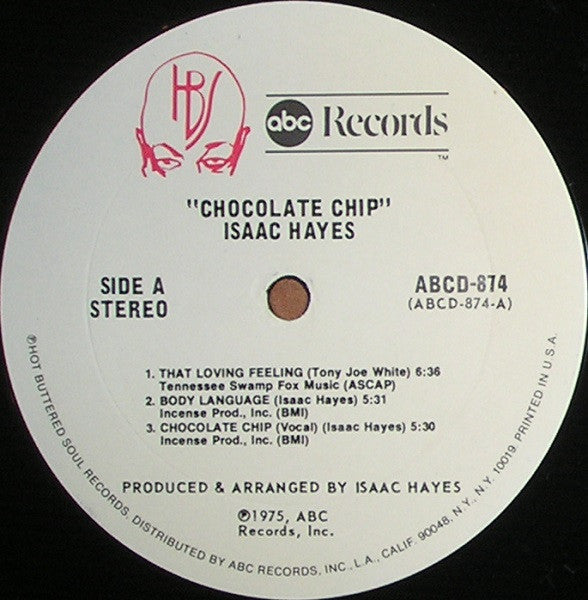 HBS
abc Records
TM
"CHOCOLATE CHIP"
ISAAC HAYES
SIDE A
STEREO
ABCD-874
(ABCD-874-A)
1. THAT LOVING FEELING (Tony Joe White) 6:36
Tennessee Swamp Fox Music (ASCAP)
2. BODY LANGUAGE (Isaac Hayes) 5:31
Incense Prod., Inc. (BMI)
3. CHOCOLATE CHIP (Vocal) (Isaac Hayes) 5:30
Incense Prod., Inc. (BMI)
PRODUCED & ARRANGED BY ISAAC HAYES
℗1975, ABC
Records, Inc.
℗HOT BUTTERED SOUL RECORDS, DISTRIBUTED BY ABC RECORDS, INC., L.A., CALIF. 90048, N.Y., N.Y. 10019 PRINTED IN U.S.A.